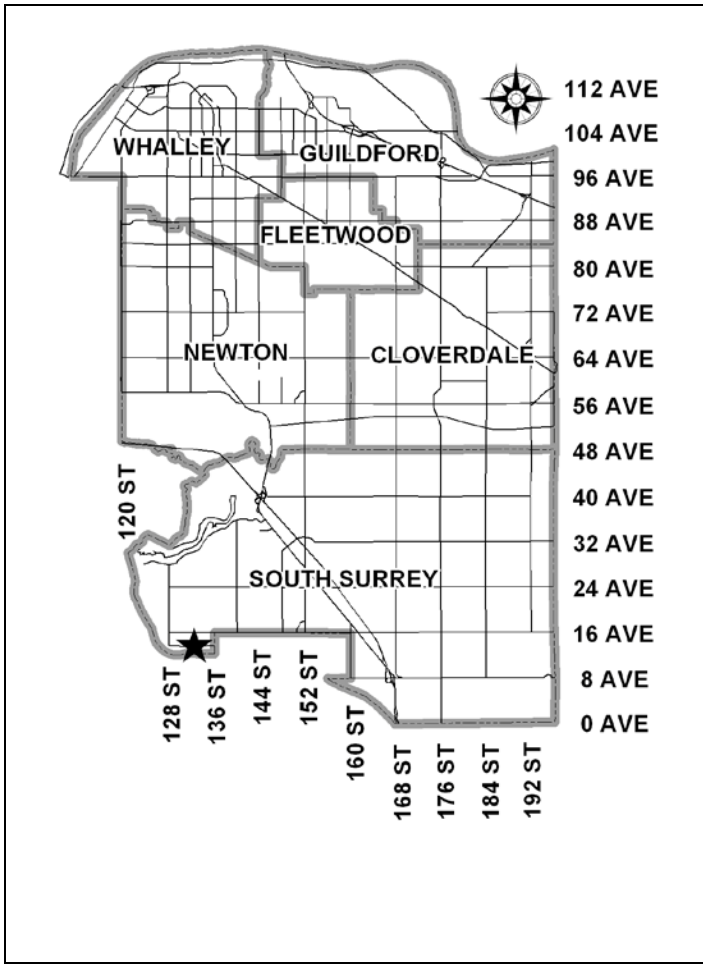 112 AVE
104 AVE
WHALLEY
GUILDFORD
96 AVE
88 AVE
FLEETWOOD
80 AVE
72 AVE
NEWTON
CLOVERDALE
64 AVE
56 AVE
48 AVE
120 ST
40 AVE
32 AVE
SOUTH SURREY
24 AVE
16 AVE
128 ST
136 ST
144 ST
152 ST
160 ST
168 ST
176 ST
184 ST
192 ST
8 AVE
0 AVE